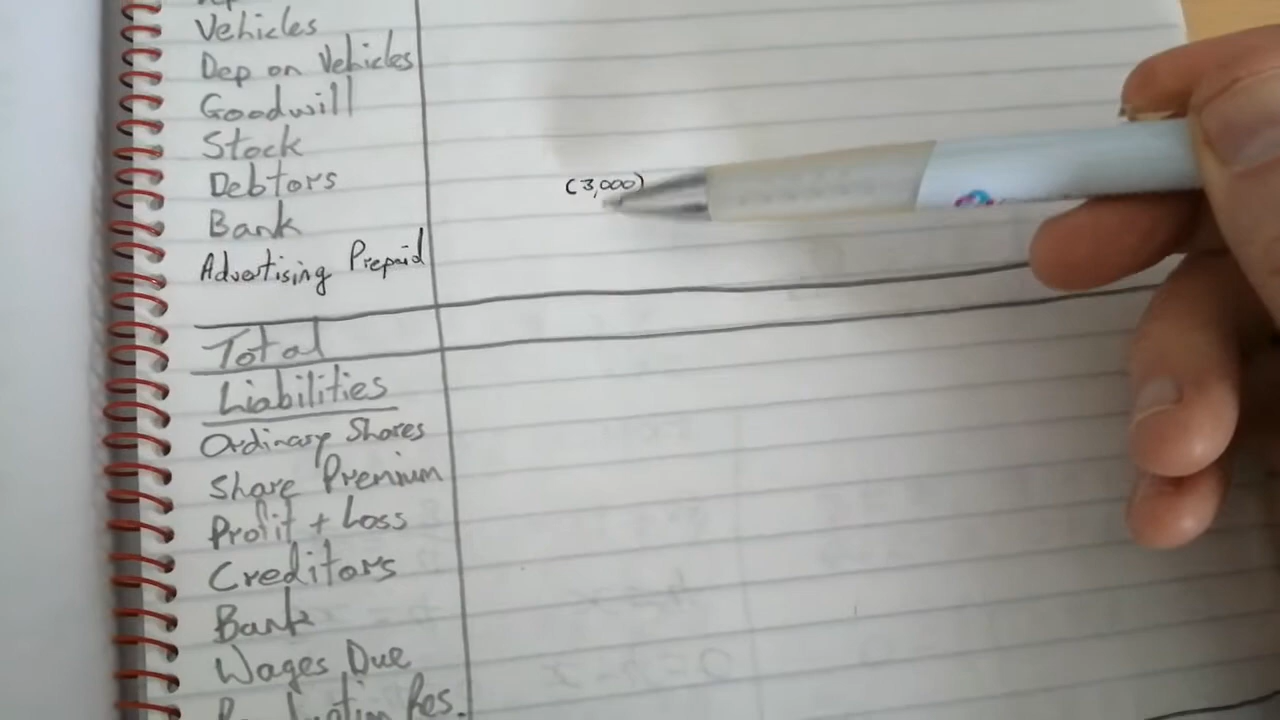 Vehicles
Dep on Vehicles
Goodwill
Stock
Debtors (3,000)
Bank
Advertising Prepaid
Total
Liabilities
Ordinary Shares
Share Premium
Profit + Loss
Creditors
Bank
Wages Due
Res.